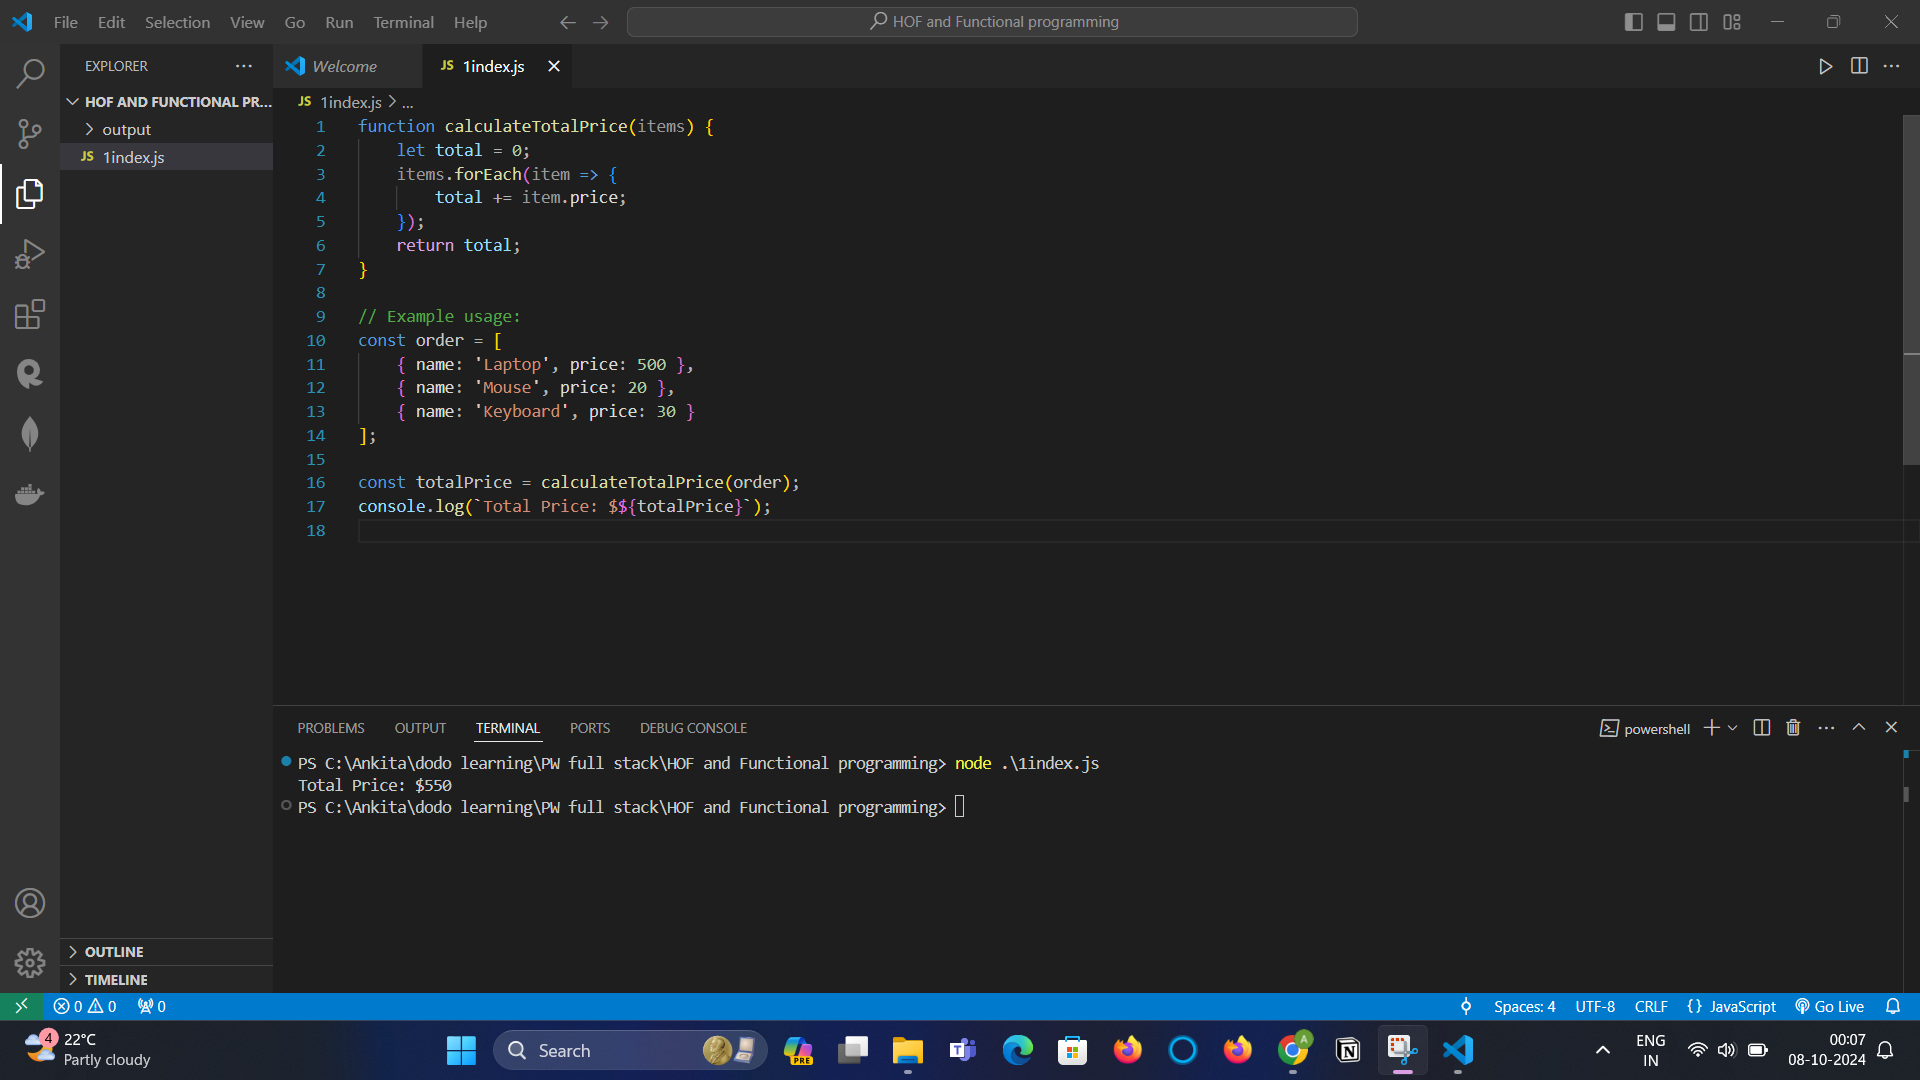 File Edit Selection View Go Run Terminal Help
HOF and Functional programming
EXPLORER
HOF AND FUNCTIONAL PR...
output
JS 1index.js
Welcome
JS 1index.js
JS 1index.js > ...
1 function calculateTotalPrice(items) {
2 let total = 0;
3 items.forEach(item => {
4 total += item.price;
5 });
6 return total;
7 }
8
9 // Example usage:
10 const order = [
11 { name: 'Laptop', price: 500 },
12 { name: 'Mouse', price: 20 },
13 { name: 'Keyboard', price: 30 }
14 ];
15
16 const totalPrice = calculateTotalPrice(order);
17 console.log(`Total Price: $${totalPrice}`);
18
PROBLEMS OUTPUT TERMINAL PORTS DEBUG CONSOLE
powershell
PS C:\Ankita\dodo learning\PW full stack\HOF and Functional programming> node .\1index.js
Total Price: $550
PS C:\Ankita\dodo learning\PW full stack\HOF and Functional programming>
OUTLINE
TIMELINE
0 0 0
Spaces: 4 UTF-8 CRLF {} JavaScript Go Live
4
22°C
Partly cloudy
Search
PRE
A
ENG
IN
00:07
08-10-2024